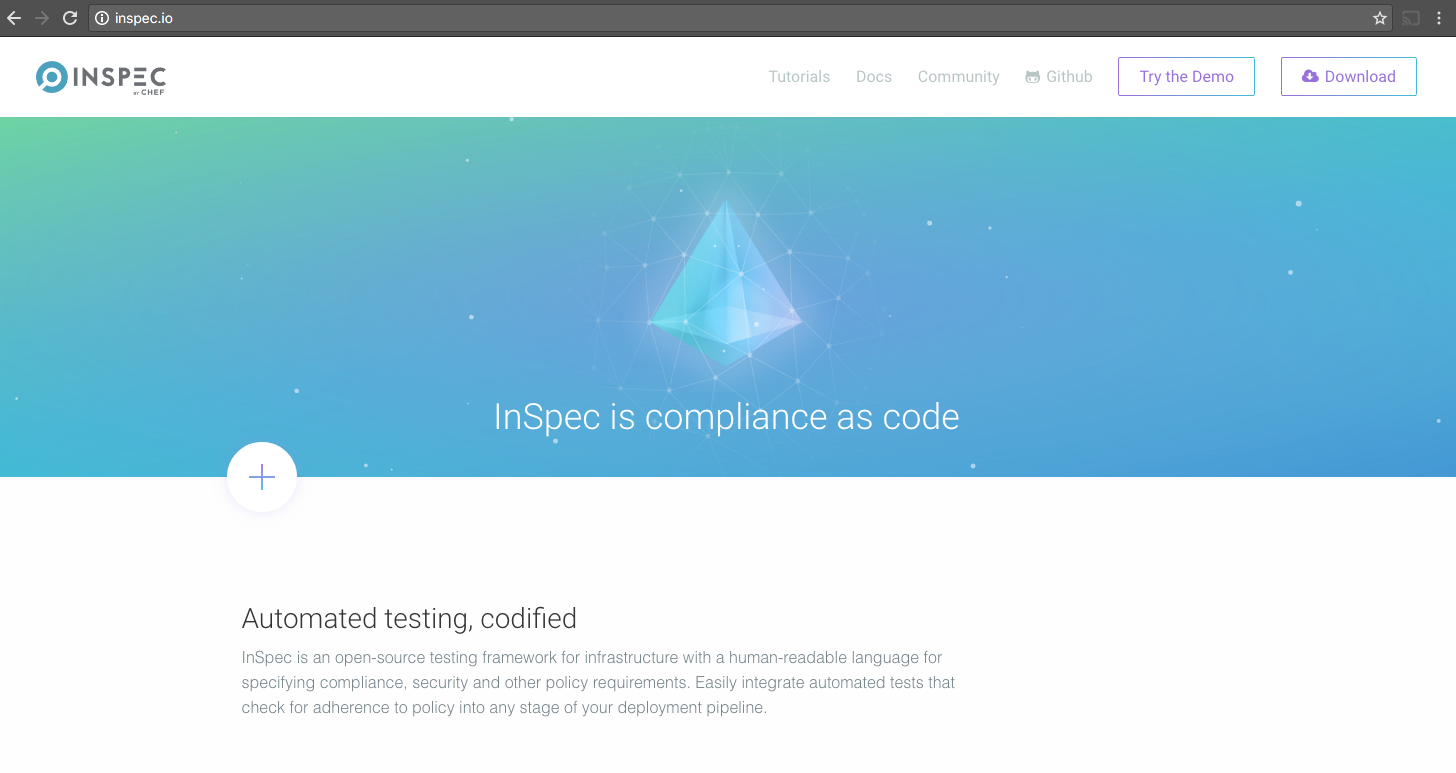 inspec.io
INSPEC
BY CHEF
Tutorials Docs Community Github Try the Demo Download
InSpec is compliance as code
Automated testing, codified
InSpec is an open-source testing framework for infrastructure with a human-readable language for
specifying compliance, security and other policy requirements. Easily integrate automated tests that
check for adherence to policy into any stage of your deployment pipeline.